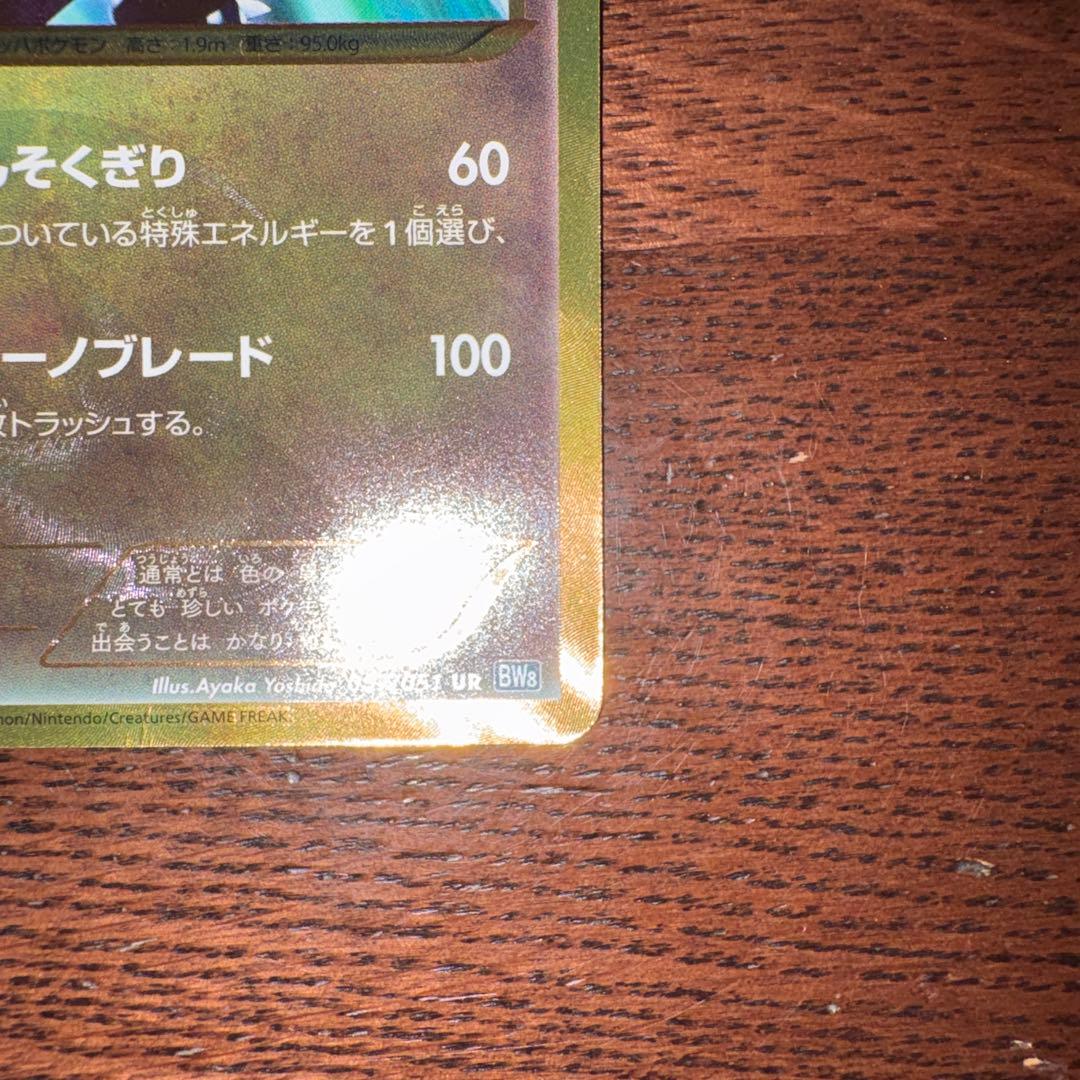 ッハポケモン 高さ:1.9m 重さ:95.0kg
そくぎり 60
ついている特殊エネルギーを1個選び、
ーノブレード 100
トラッシュする。
通常とは 色の
とても 珍しい ポケモ
出会うことは かなり
Illus.Ayaka Yoshida 051 UR BW8
mon/Nintendo/Creatures/GAME FREAK.